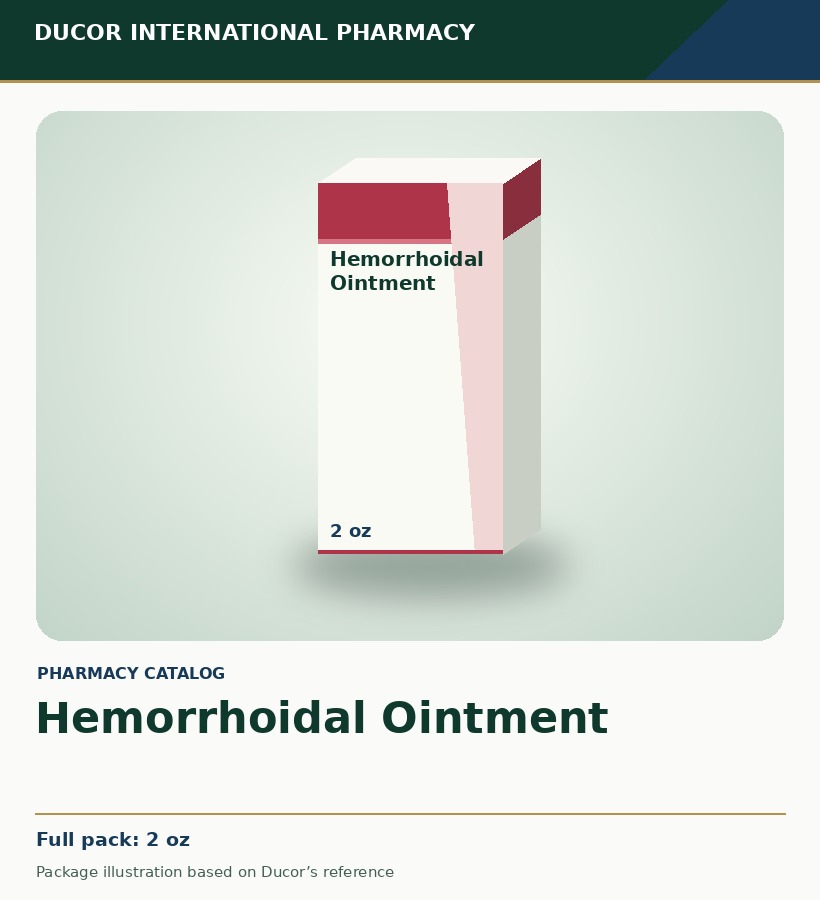 DUCOR INTERNATIONAL PHARMACY
Hemorrhoidal
Ointment
2 oz
PHARMACY CATALOG
Hemorrhoidal Ointment
Full pack: 2 oz
Package illustration based on Ducor’s reference